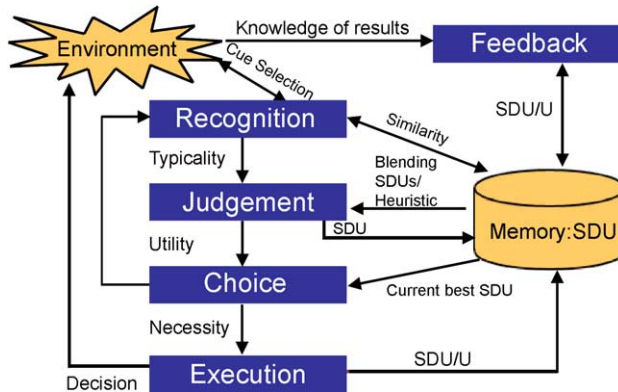 Environment
Knowledge of results
Feedback
Cue Selection
SDU/U
Recognition
Similarity
Typicality
Blending
SDUs/
Heuristic
Judgement
SDU
Memory:SDU
Utility
Choice
Current best SDU
Necessity
SDU/U
Decision
Execution